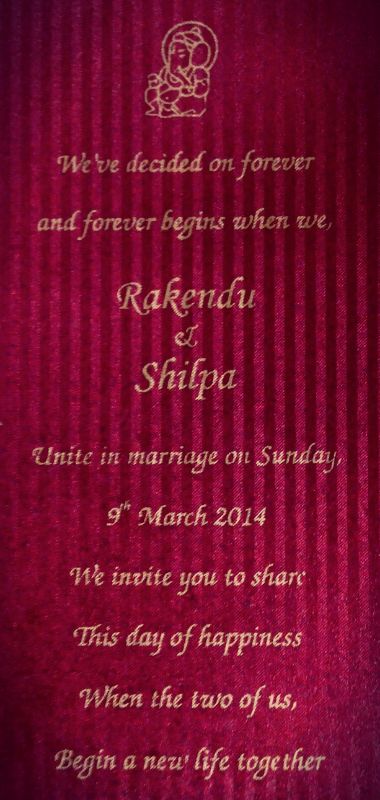 We've decided on forever
and forever begins when we,
Rakendu
&
Shilpa
Unite in marriage on Sunday,
9th March 2014
We invite you to share
This day of happiness
When the two of us,
Begin a new life together